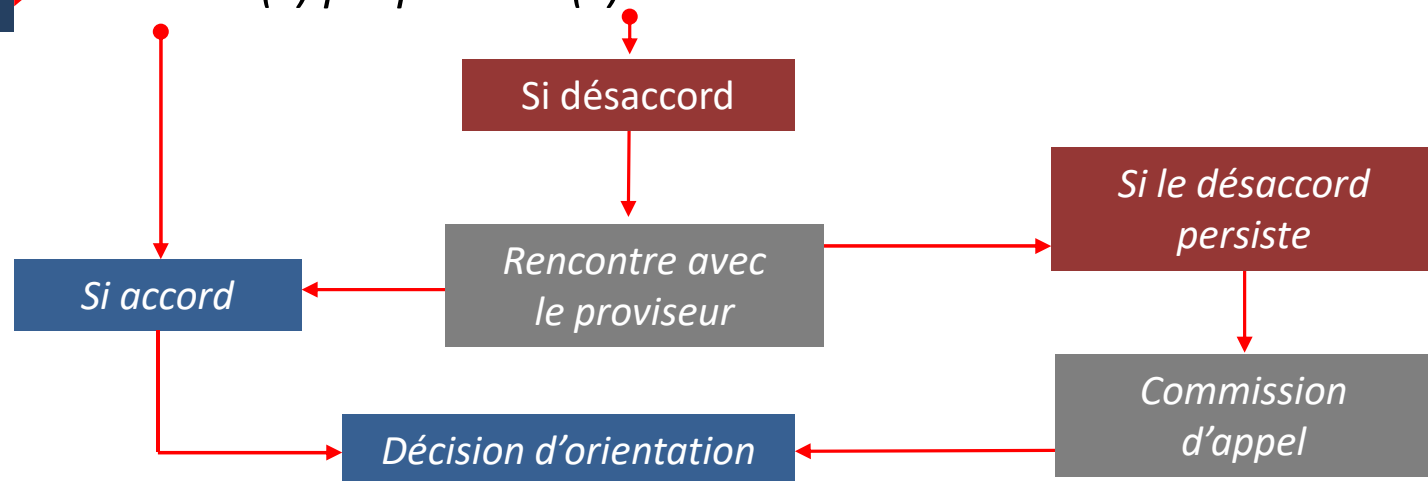 Si désaccord
Si le désaccord
persiste
Rencontre avec
le proviseur
Si accord
Commission
d’appel
Décision d’orientation